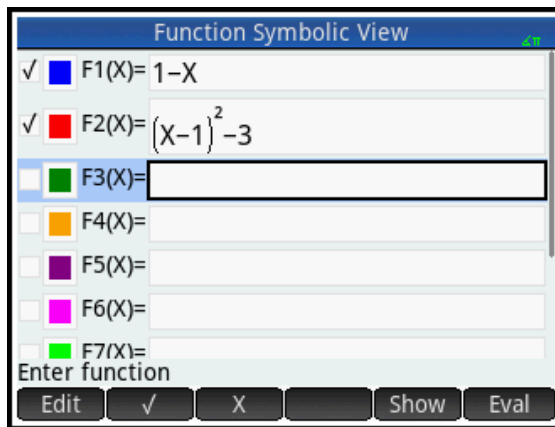 Function Symbolic View
∠π
√ F1(X)= 1−X
√ F2(X)= (X−1)²−3
F3(X)=
F4(X)=
F5(X)=
F6(X)=
F7(X)=
Enter function
Edit √ X Show Eval